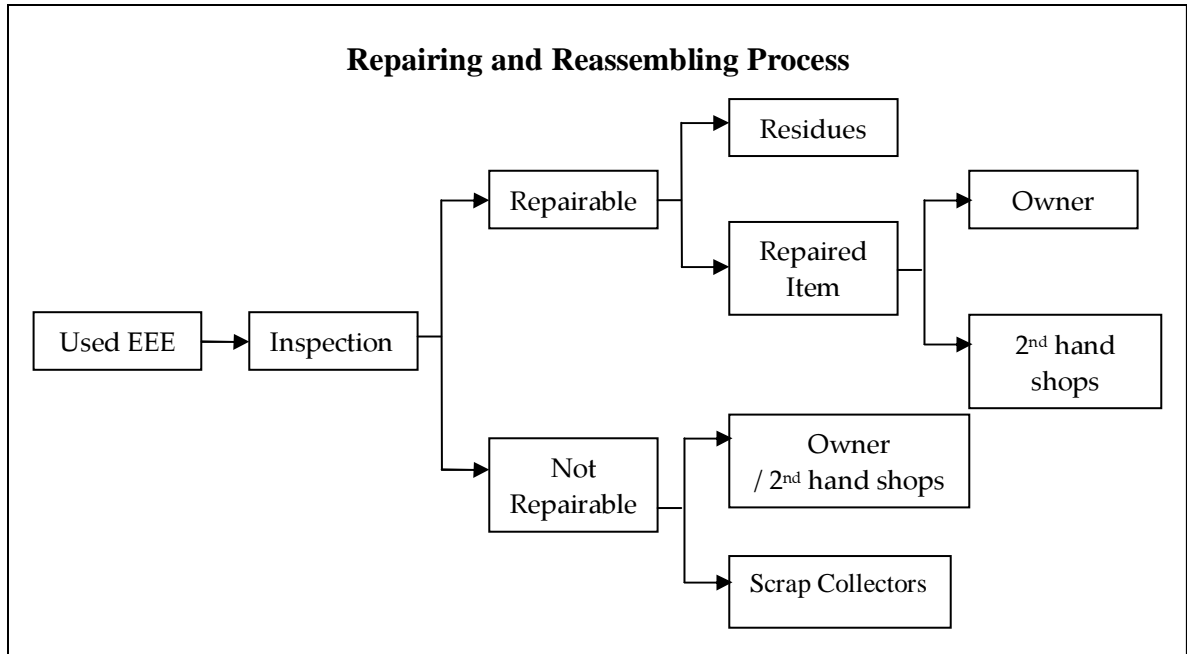 Repairing and Reassembling Process
Residues
Repairable
Owner
Repaired
Item
Used EEE
Inspection
2nd hand
shops
Owner
/ 2nd hand shops
Not
Repairable
Scrap Collectors